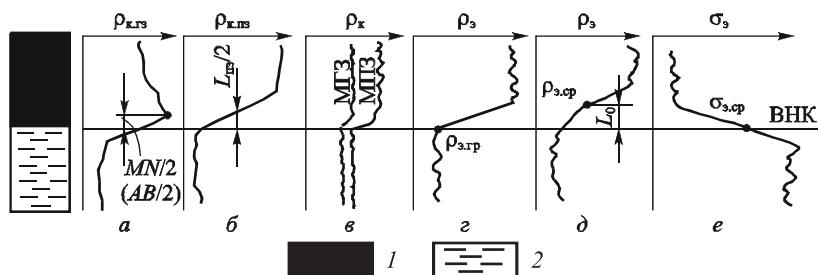 ρк.гз ρк.пз ρк ρэ ρэ σэ
Lпз/2
МГЗ
МПЗ
ρэ.ср
L0
σэ.ср
ВНК
ρэ.гр
MN/2
(AB/2)
а б в г д е
1 2